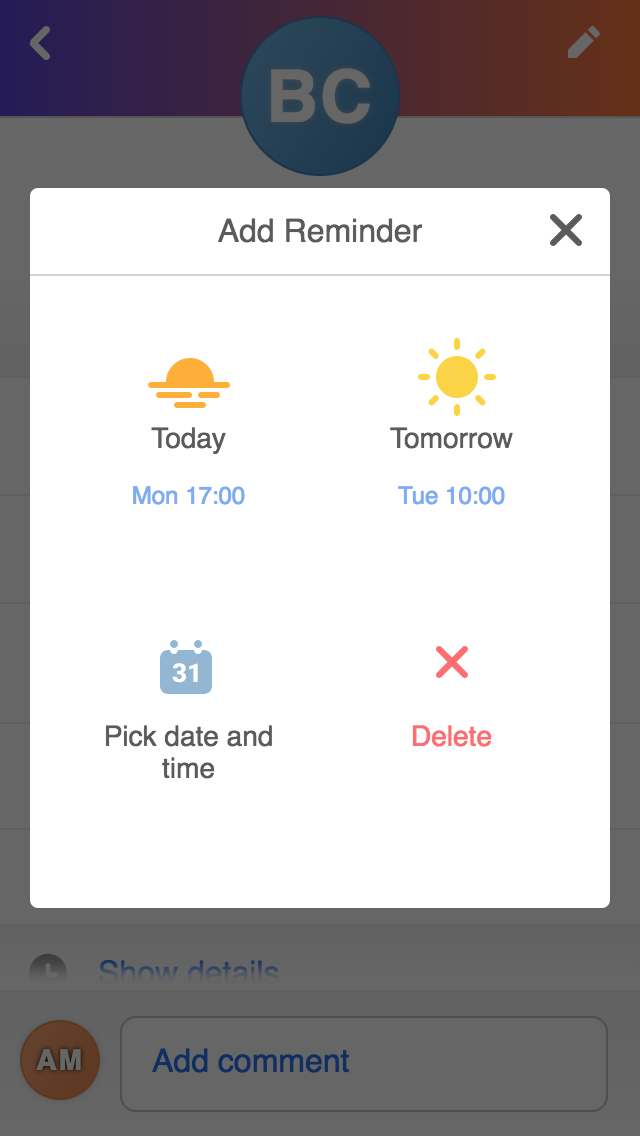 BC
Add Reminder
Today
Tomorrow
Mon 17:00
Tue 10:00
31
Pick date and
time
Delete
Show details
AM
Add comment